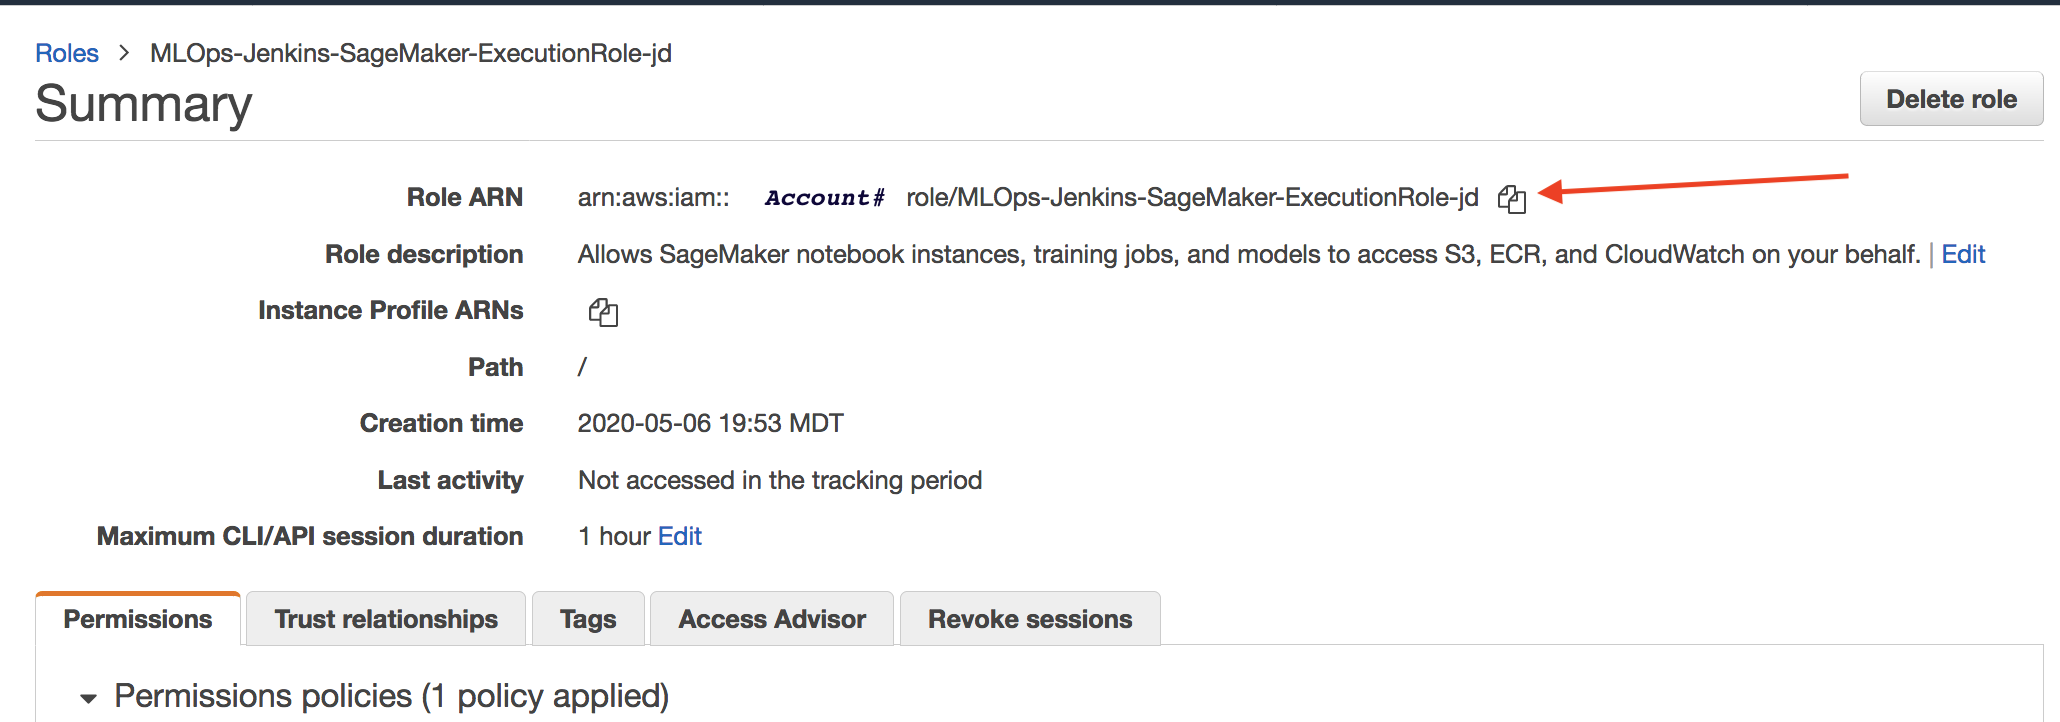 Roles > MLOps-Jenkins-SageMaker-ExecutionRole-jd
Summary
Delete role
Role ARN arn:aws:iam:: Account# role/MLOps-Jenkins-SageMaker-ExecutionRole-jd
Role description Allows SageMaker notebook instances, training jobs, and models to access S3, ECR, and CloudWatch on your behalf. | Edit
Instance Profile ARNs
Path /
Creation time 2020-05-06 19:53 MDT
Last activity Not accessed in the tracking period
Maximum CLI/API session duration 1 hour Edit
Permissions Trust relationships Tags Access Advisor Revoke sessions
Permissions policies (1 policy applied)